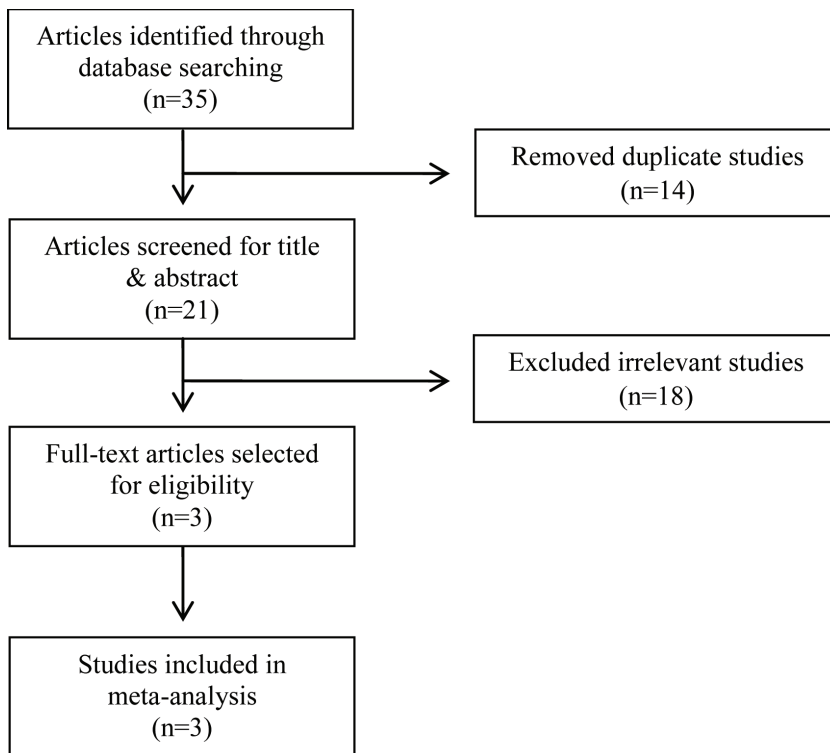 Articles identified through
database searching
(n=35)
Removed duplicate studies
(n=14)
Articles screened for title
& abstract
(n=21)
Excluded irrelevant studies
(n=18)
Full-text articles selected
for eligibility
(n=3)
Studies included in
meta-analysis
(n=3)